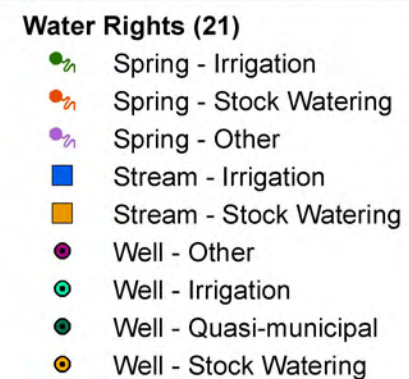 Water Rights (21)
Spring - Irrigation
Spring - Stock Watering
Spring - Other
Stream - Irrigation
Stream - Stock Watering
Well - Other
Well - Irrigation
Well - Quasi-municipal
Well - Stock Watering